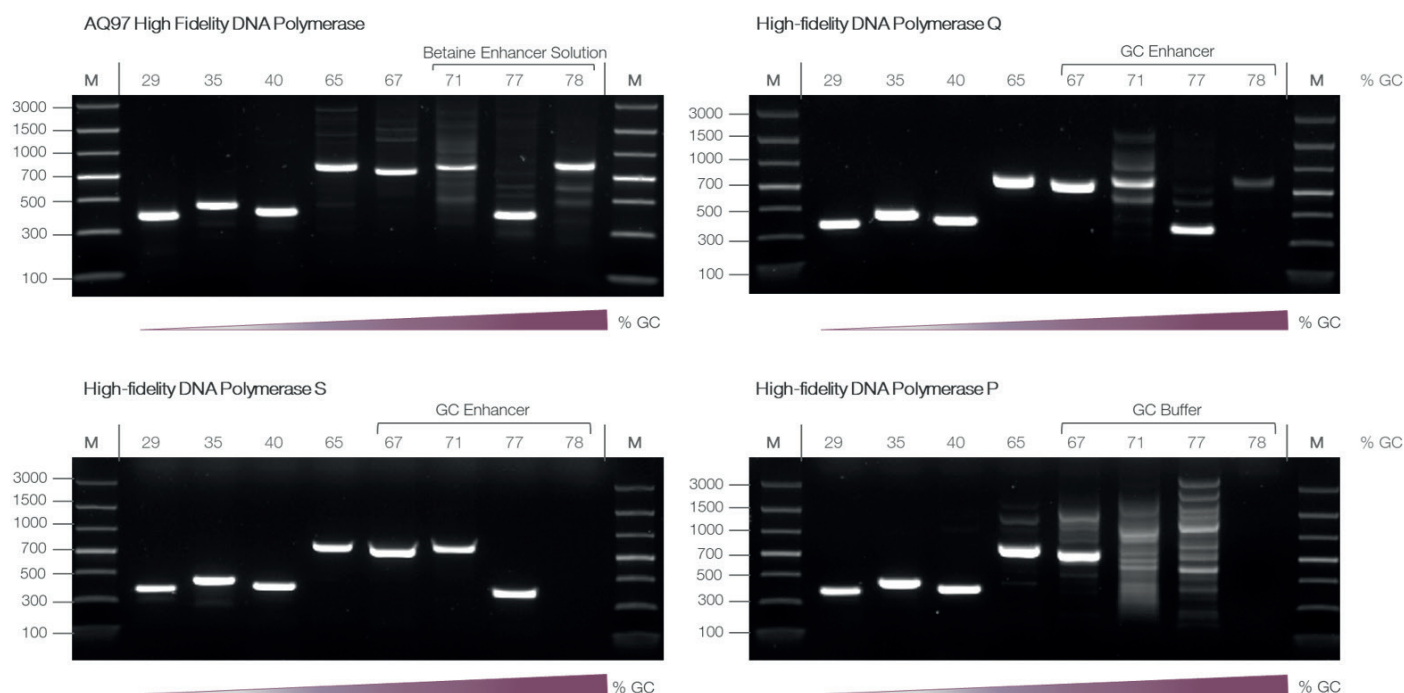 AQ97 High Fidelity DNA Polymerase
Betaine Enhancer Solution
M 29 35 40 65 67 71 77 78 M
3000
1500
1000
700
500
300
100
% GC
High-fidelity DNA Polymerase Q
GC Enhancer
M 29 35 40 65 67 71 77 78 M % GC
3000
1500
1000
700
500
300
100
% GC
High-fidelity DNA Polymerase S
GC Enhancer
M 29 35 40 65 67 71 77 78 M
3000
1500
1000
700
500
300
100
% GC
High-fidelity DNA Polymerase P
GC Buffer
M 29 35 40 65 67 71 77 78 M % GC
3000
1500
1000
700
500
300
100
% GC